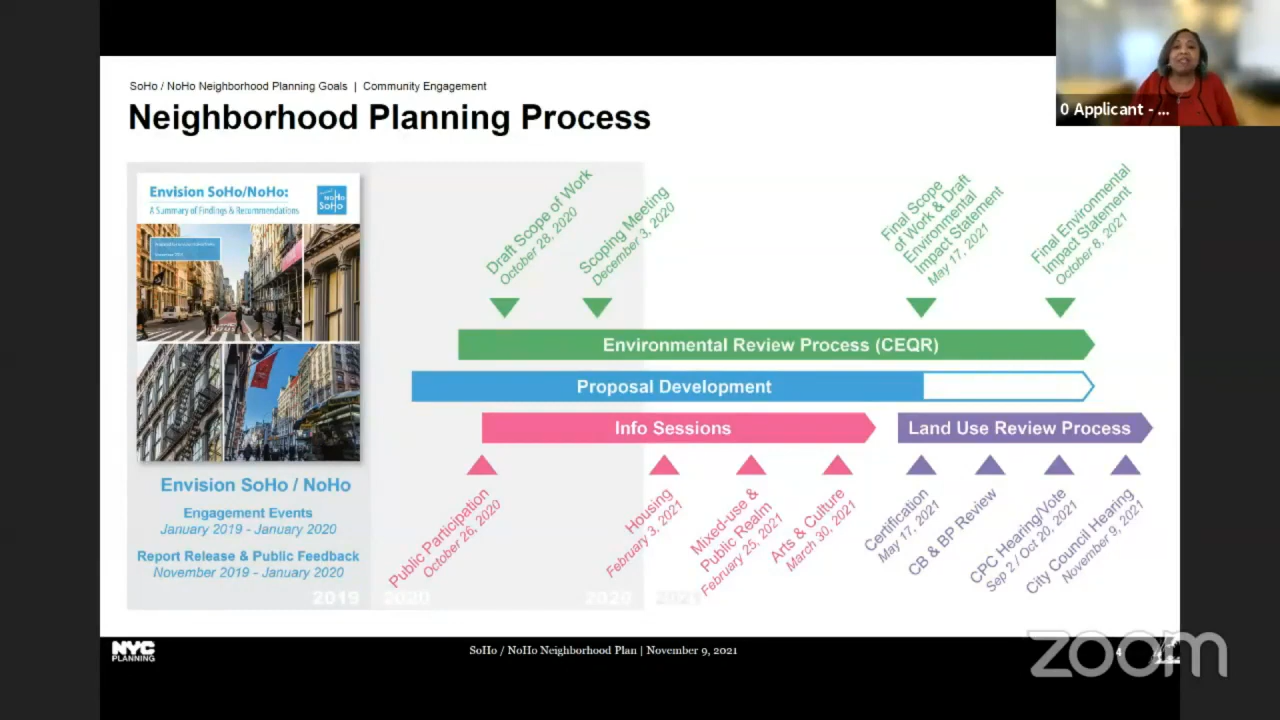 0 Applicant - ...
SoHo / NoHo Neighborhood Planning Goals | Community Engagement
Neighborhood Planning Process
Envision SoHo/NoHo:
A Summary of Findings & Recommendations
NoHo
SoHo
Envision SoHo / NoHo
Engagement Events
January 2019 - January 2020
Report Release & Public Feedback
November 2019 - January 2020
2019
2020
2020
2021
Draft Scope of Work
October 28, 2020
Scoping Meeting
December 3, 2020
Final Scope
of Work & Draft
Environmental
Impact Statement
May 17, 2021
Final Environmental
Impact Statement
October 8, 2021
Environmental Review Process (CEQR)
Proposal Development
Info Sessions
Land Use Review Process
Public Participation
October 26, 2020
Housing
February 3, 2021
Mixed-use &
Public Realm
February 25, 2021
Arts & Culture
March 30, 2021
Certification
May 17, 2021
CB & BP Review
CPC Hearing/Vote
Sep 2 / Oct 20, 2021
City Council Hearing
November 9, 2021
NYC
PLANNING
SoHo / NoHo Neighborhood Plan | November 9, 2021
4
zoom